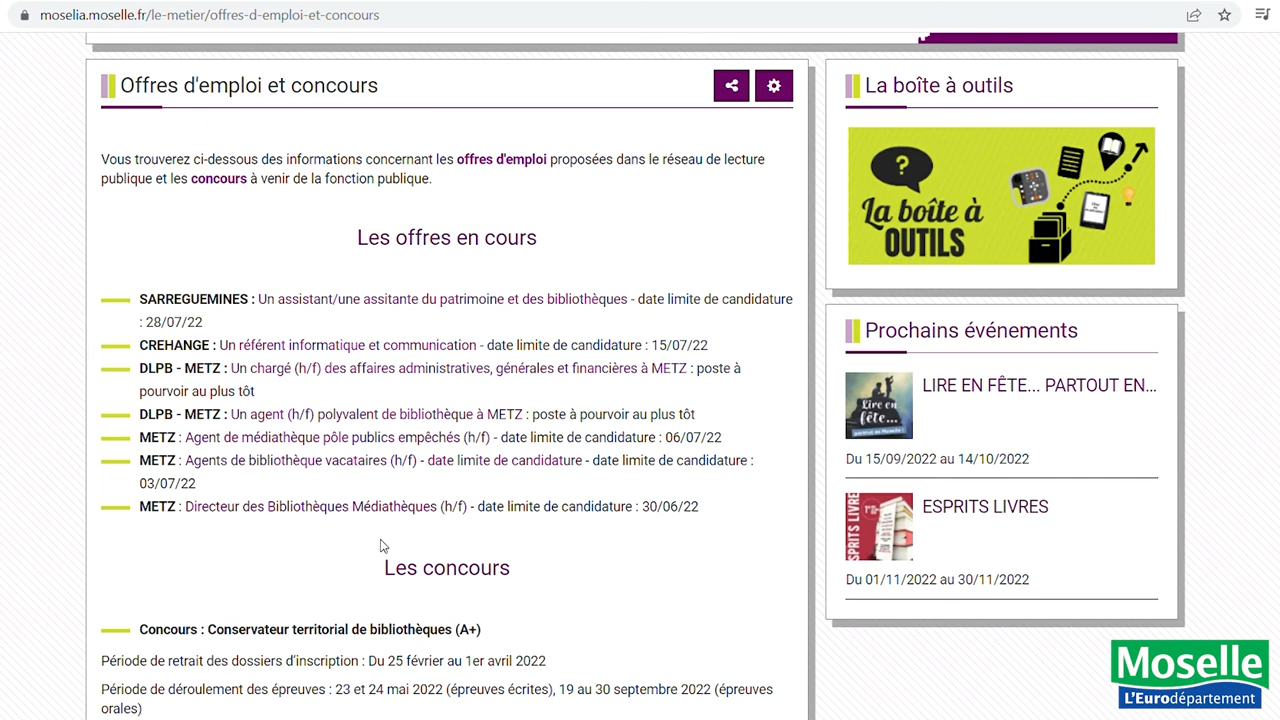 moselia.moselle.fr/le-metier/offres-d-emploi-et-concours
Offres d'emploi et concours
Vous trouverez ci-dessous des informations concernant les offres d'emploi proposées dans le réseau de lecture
publique et les concours à venir de la fonction publique.
Les offres en cours
SARREGUEMINES : Un assistant/une assitante du patrimoine et des bibliothèques - date limite de candidature
: 28/07/22
CREHANGE : Un référent informatique et communication - date limite de candidature : 15/07/22
DLPB - METZ : Un chargé (h/f) des affaires administratives, générales et financières à METZ : poste à
pourvoir au plus tôt
DLPB - METZ : Un agent (h/f) polyvalent de bibliothèque à METZ : poste à pourvoir au plus tôt
METZ : Agent de médiathèque pôle publics empêchés (h/f) - date limite de candidature : 06/07/22
METZ : Agents de bibliothèque vacataires (h/f) - date limite de candidature - date limite de candidature :
03/07/22
METZ : Directeur des Bibliothèques Médiathèques (h/f) - date limite de candidature : 30/06/22
Les concours
Concours : Conservateur territorial de bibliothèques (A+)
Période de retrait des dossiers d'inscription : Du 25 février au 1er avril 2022
Période de déroulement des épreuves : 23 et 24 mai 2022 (épreuves écrites), 19 au 30 septembre 2022 (épreuves
orales)
La boîte à outils
?
La boîte à
OUTILS
Prochains événements
Lire en
fête...
partout en Moselle !
LIRE EN FÊTE... PARTOUT EN...
Du 15/09/2022 au 14/10/2022
ESPRITS LIVRES
Du 01/11/2022 au 30/11/2022
Moselle
L'Eurodépartement